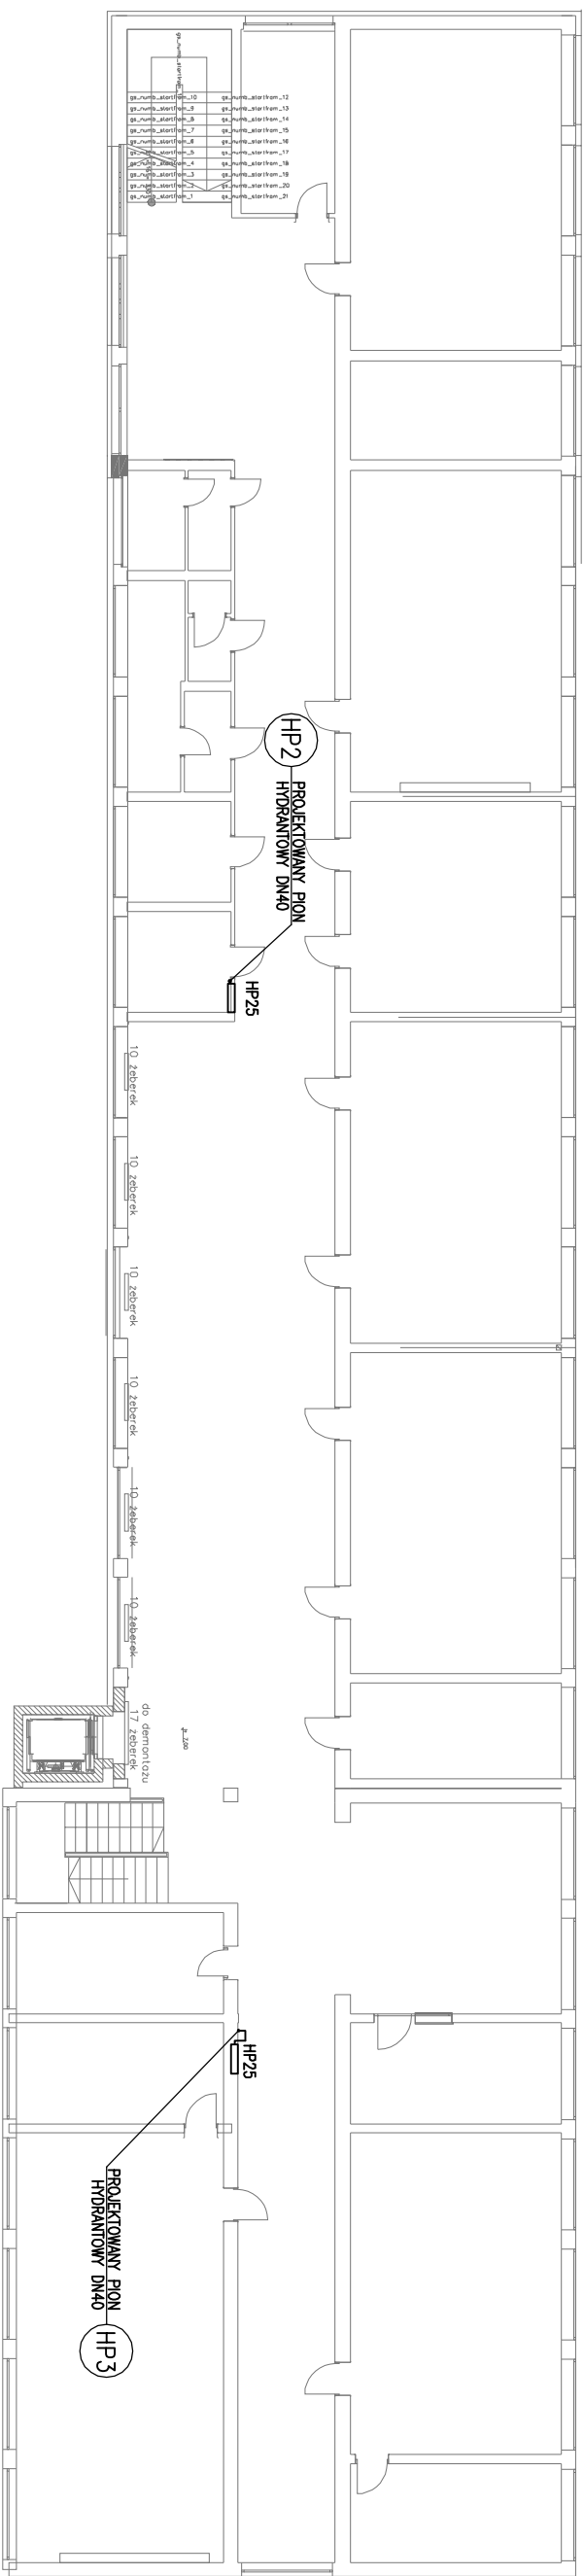 gs_numb_startfrom_10
gs_numb_startfrom_9
gs_numb_startfrom_8
gs_numb_startfrom_7
gs_numb_startfrom_6
gs_numb_startfrom_5
gs_numb_startfrom_4
gs_numb_startfrom_3
gs_numb_startfrom_2
gs_numb_startfrom_1
gs_numb_startfrom_12
gs_numb_startfrom_13
gs_numb_startfrom_14
gs_numb_startfrom_15
gs_numb_startfrom_16
gs_numb_startfrom_17
gs_numb_startfrom_18
gs_numb_startfrom_19
gs_numb_startfrom_20
gs_numb_startfrom_21
HP2
PROJEKTOWANY PION
HYDRANTOWY DN40
HP25
10 żeberek
10 żeberek
10 żeberek
10 żeberek
10 żeberek
10 żeberek
do demontażu
17 żeberek
HP25
PROJEKTOWANY PION
HYDRANTOWY DN40
HP3